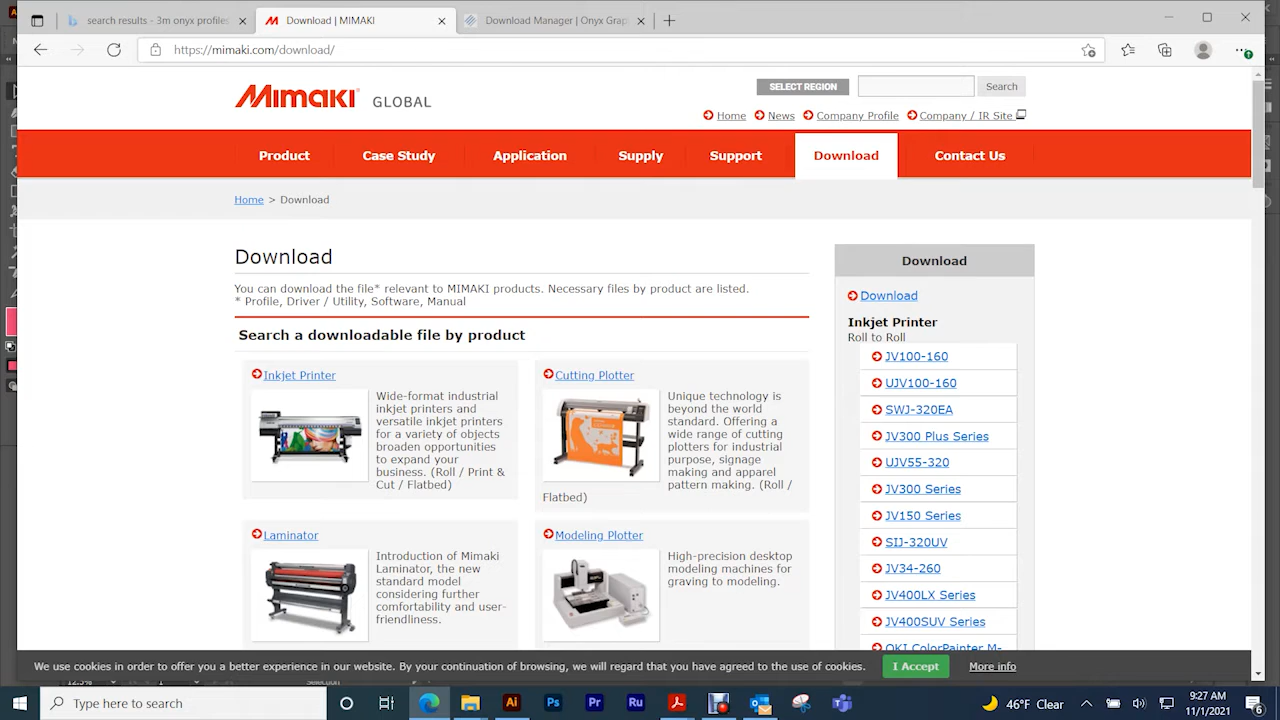 search results - 3m onyx profiles
Download | MIMAKI
Download Manager | Onyx Grap
https://mimaki.com/download/
Mimaki GLOBAL
SELECT REGION
Search
Home
News
Company Profile
Company / IR Site
Product
Case Study
Application
Supply
Support
Download
Contact Us
Home > Download
Download
You can download the file* relevant to MIMAKI products. Necessary files by product are listed.
* Profile, Driver / Utility, Software, Manual
Search a downloadable file by product
Inkjet Printer
Wide-format industrial
inkjet printers and
versatile inkjet printers
for a variety of objects
broaden opportunities
to expand your
business. (Roll / Print &
Cut / Flatbed)
Cutting Plotter
Unique technology is
beyond the world
standard. Offering a
wide range of cutting
plotters for industrial
purpose, signage
making and apparel
pattern making. (Roll /
Flatbed)
Laminator
Introduction of Mimaki
Laminator, the new
standard model
considering further
comfortability and user-
friendliness.
Modeling Plotter
High-precision desktop
modeling machines for
graving to modeling.
Download
Download
Inkjet Printer
Roll to Roll
JV100-160
UJV100-160
SWJ-320EA
JV300 Plus Series
UJV55-320
JV300 Series
JV150 Series
SIJ-320UV
JV34-260
JV400LX Series
JV400SUV Series
OKI ColorPainter M-
We use cookies in order to offer you a better experience in our website. By your continuation of browsing, we will regard that you have agreed to the use of cookies.
I Accept
More info
Type here to search
Ai
Ps
Pr
Ru
46°F Clear
9:27 AM
11/1/2021
6